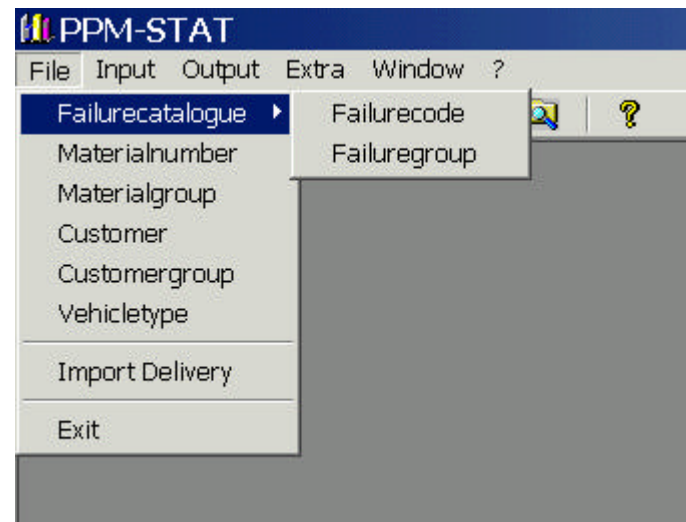 PPM-STAT
File Input Output Extra Window ?
Failurecatalogue Failurecode
Materialnumber Failuregroup
Materialgroup
Customer
Customergroup
Vehicletype
Import Delivery
Exit